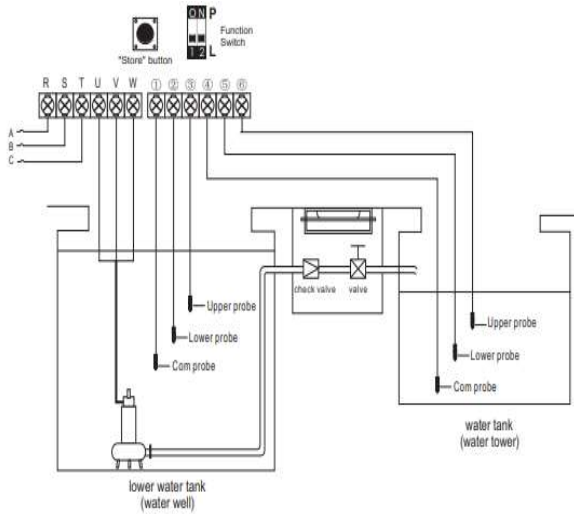 ON P
Function
Switch
1 2 L
"Store" button
R S T U V W ① ② ③ ④ ⑤ ⑥
A
B
C
check valve
valve
Upper probe
Lower probe
Com probe
Upper probe
Lower probe
Com probe
water tank
(water tower)
lower water tank
(water well)